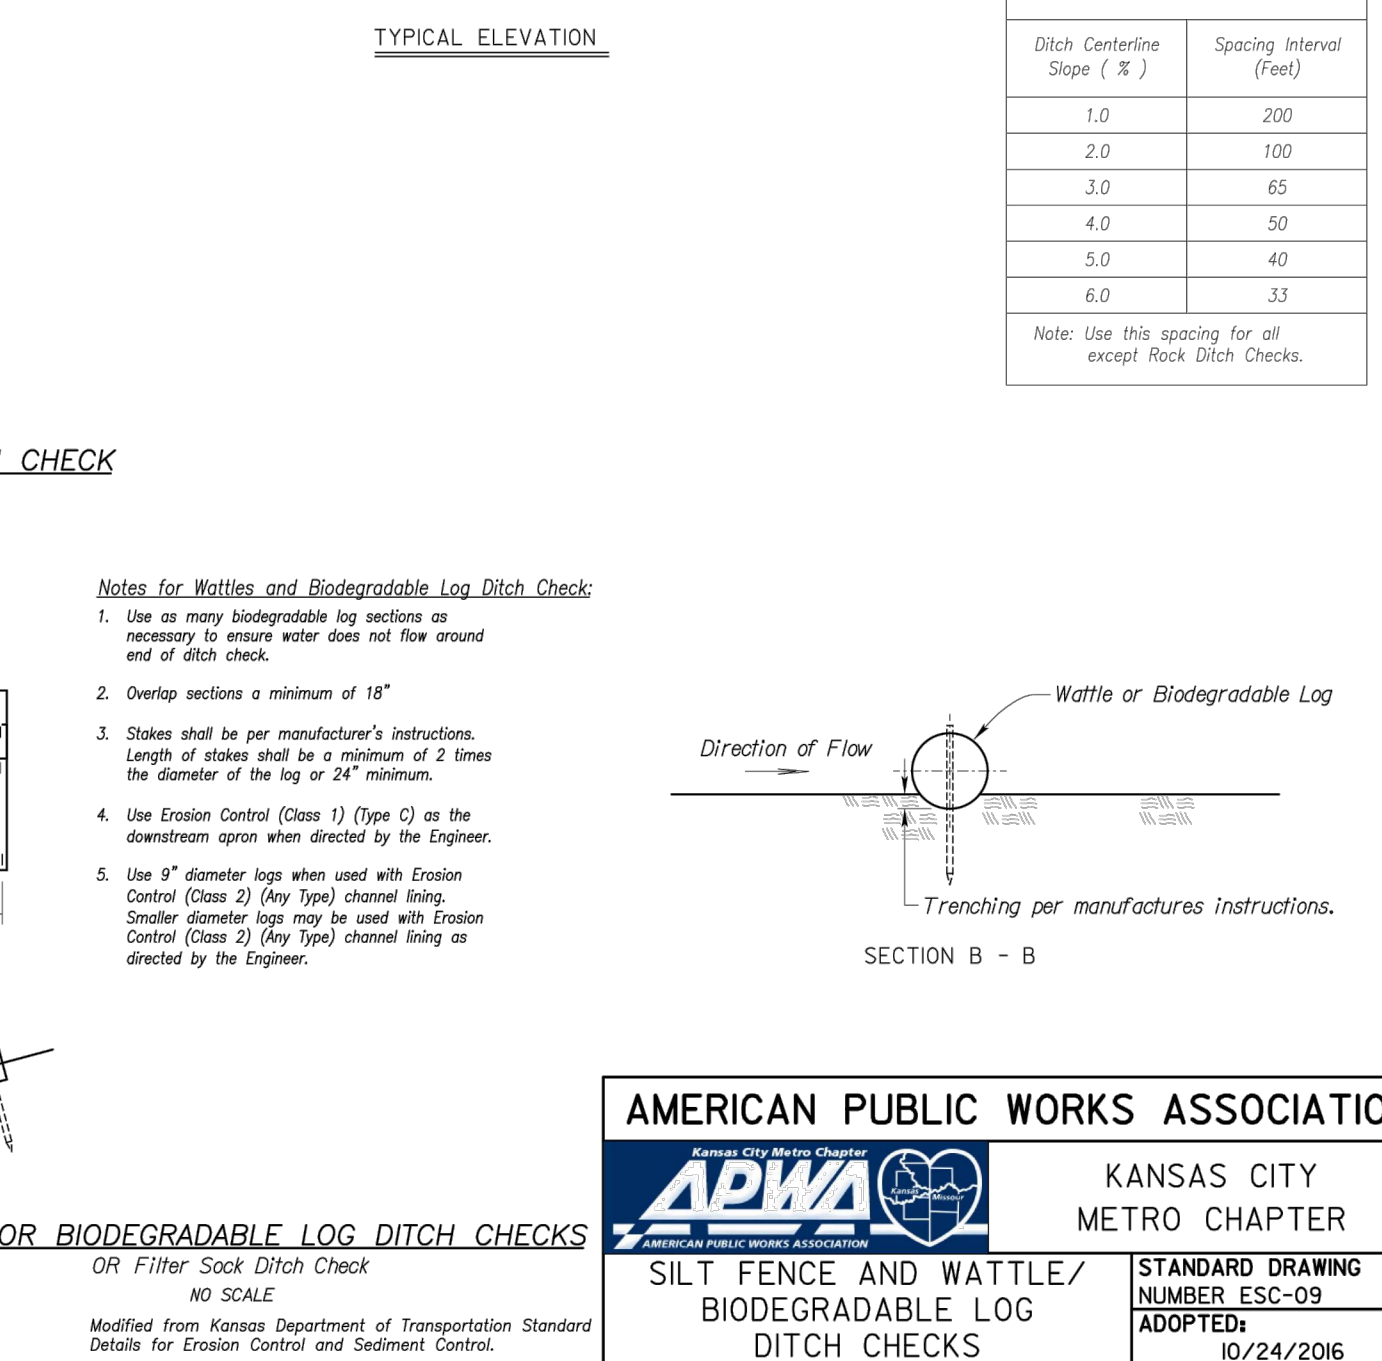 TYPICAL ELEVATION
Ditch Centerline Slope ( % ) Spacing Interval (Feet)
1.0 200
2.0 100
3.0 65
4.0 50
5.0 40
6.0 33
Note: Use this spacing for all
except Rock Ditch Checks.
CHECK
Notes for Wattles and Biodegradable Log Ditch Check:
1. Use as many biodegradable log sections as
necessary to ensure water does not flow around
end of ditch check.
2. Overlap sections a minimum of 18"
3. Stakes shall be per manufacturer's instructions.
Length of stakes shall be a minimum of 2 times
the diameter of the log or 24" minimum.
4. Use Erosion Control (Class 1) (Type C) as the
downstream apron when directed by the Engineer.
5. Use 9" diameter logs when used with Erosion
Control (Class 2) (Any Type) channel lining.
Smaller diameter logs may be used with Erosion
Control (Class 2) (Any Type) channel lining as
directed by the Engineer.
Wattle or Biodegradable Log
Direction of Flow
Trenching per manufactures instructions.
SECTION B - B
OR BIODEGRADABLE LOG DITCH CHECKS
OR Filter Sock Ditch Check
NO SCALE
Modified from Kansas Department of Transportation Standard
Details for Erosion Control and Sediment Control.
AMERICAN PUBLIC WORKS ASSOCIATIO
Kansas City Metro Chapter
APWA
Kansas Missouri
AMERICAN PUBLIC WORKS ASSOCIATION
KANSAS CITY
METRO CHAPTER
SILT FENCE AND WATTLE/
BIODEGRADABLE LOG
DITCH CHECKS
STANDARD DRAWING
NUMBER ESC-09
ADOPTED:
10/24/2016